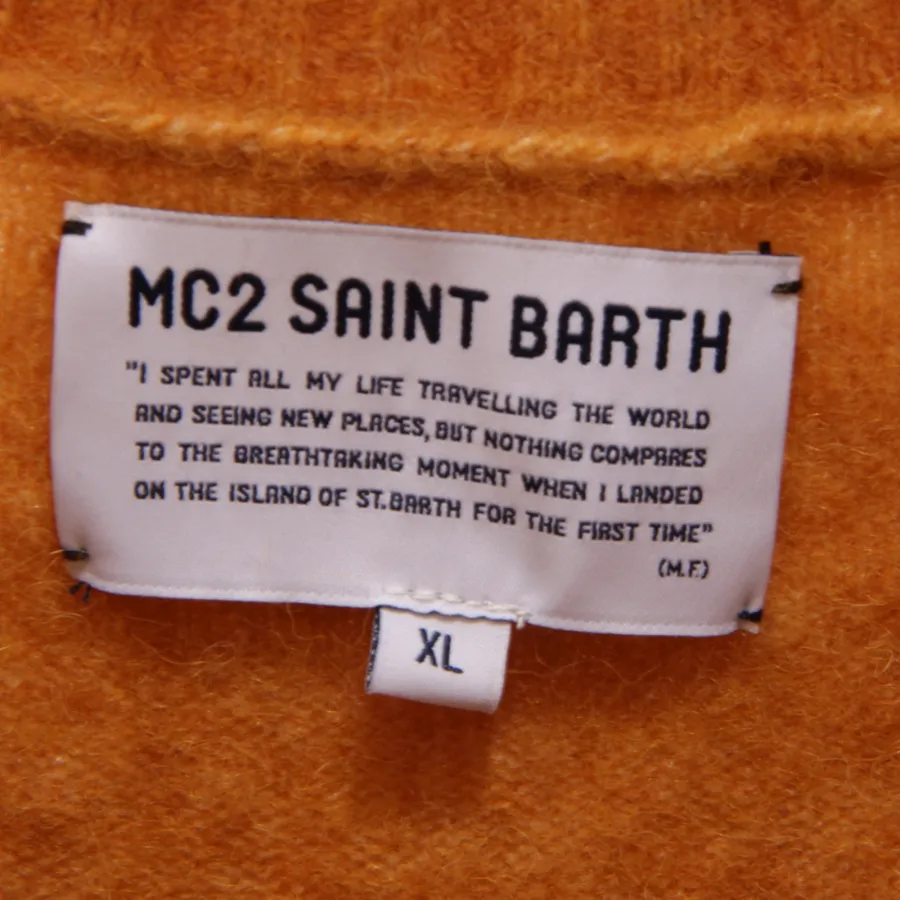 MC2 SAINT BARTH
"I SPENT ALL MY LIFE TRAVELLING THE WORLD
AND SEEING NEW PLACES, BUT NOTHING COMPARES
TO THE BREATHTAKING MOMENT WHEN I LANDED
ON THE ISLAND OF ST.BARTH FOR THE FIRST TIME"
(M.F.)
XL